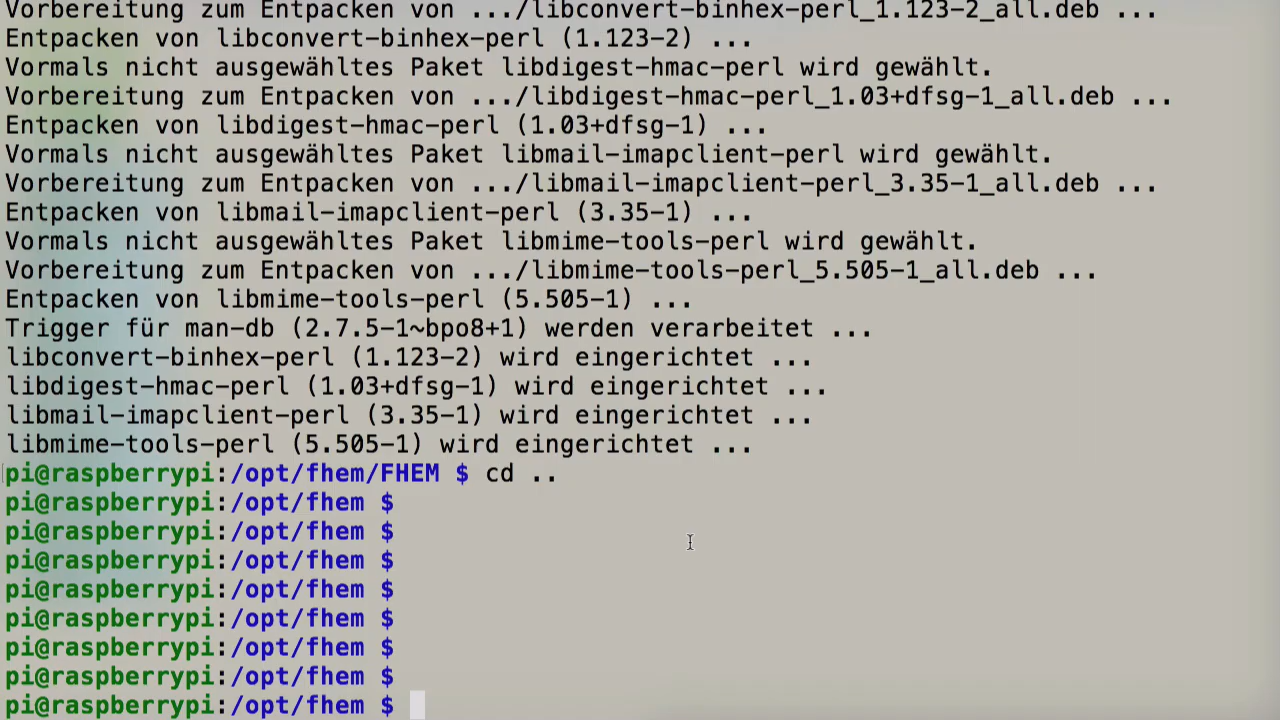 Vorbereitung zum Entpacken von .../libconvert-binhex-perl_1.123-2_all.deb ...
Entpacken von libconvert-binhex-perl (1.123-2) ...
Vormals nicht ausgewähltes Paket libdigest-hmac-perl wird gewählt.
Vorbereitung zum Entpacken von .../libdigest-hmac-perl_1.03+dfsg-1_all.deb ...
Entpacken von libdigest-hmac-perl (1.03+dfsg-1) ...
Vormals nicht ausgewähltes Paket libmail-imapclient-perl wird gewählt.
Vorbereitung zum Entpacken von .../libmail-imapclient-perl_3.35-1_all.deb ...
Entpacken von libmail-imapclient-perl (3.35-1) ...
Vormals nicht ausgewähltes Paket libmime-tools-perl wird gewählt.
Vorbereitung zum Entpacken von .../libmime-tools-perl_5.505-1_all.deb ...
Entpacken von libmime-tools-perl (5.505-1) ...
Trigger für man-db (2.7.5-1~bpo8+1) werden verarbeitet ...
libconvert-binhex-perl (1.123-2) wird eingerichtet ...
libdigest-hmac-perl (1.03+dfsg-1) wird eingerichtet ...
libmail-imapclient-perl (3.35-1) wird eingerichtet ...
libmime-tools-perl (5.505-1) wird eingerichtet ...
pi@raspberrypi:/opt/fhem/FHEM $ cd ..
pi@raspberrypi:/opt/fhem $
pi@raspberrypi:/opt/fhem $
pi@raspberrypi:/opt/fhem $
pi@raspberrypi:/opt/fhem $
pi@raspberrypi:/opt/fhem $
pi@raspberrypi:/opt/fhem $
pi@raspberrypi:/opt/fhem $
pi@raspberrypi:/opt/fhem $